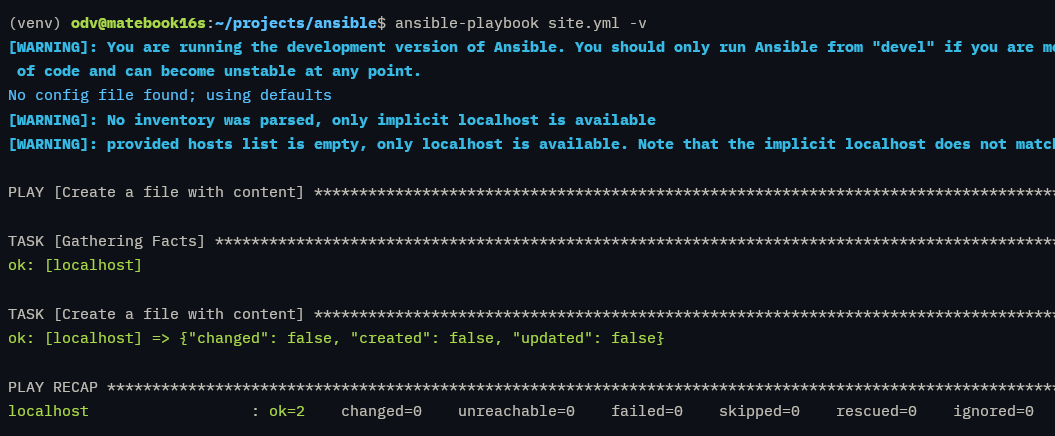 (venv) odv@matebook16s:~/projects/ansible$ ansible-playbook site.yml -v
[WARNING]: You are running the development version of Ansible. You should only run Ansible from "devel" if you are
of code and can become unstable at any point.
No config file found; using defaults
[WARNING]: No inventory was parsed, only implicit localhost is available
[WARNING]: provided hosts list is empty, only localhost is available. Note that the implicit localhost does not match
PLAY [Create a file with content] **********************************************************************************
TASK [Gathering Facts] *********************************************************************************************
ok: [localhost]
TASK [Create a file with content] **********************************************************************************
ok: [localhost] => {"changed": false, "created": false, "updated": false}
PLAY RECAP *********************************************************************************************************
localhost : ok=2 changed=0 unreachable=0 failed=0 skipped=0 rescued=0 ignored=0